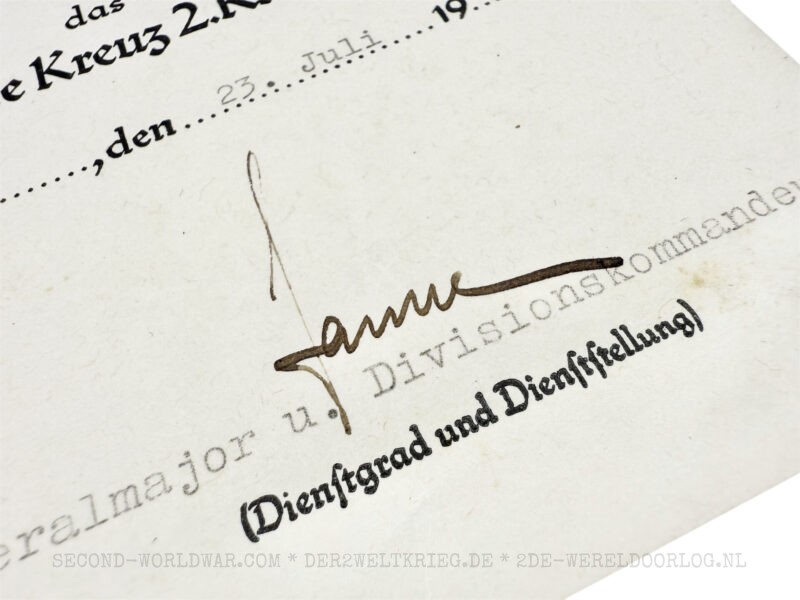 das
e Kreuz 2.Kl
, den 23. Juli 19
eralmajor u. Divisionskommandeu
(Dienstgrad und Dienststellung)
SECOND-WORLDWAR.COM * DER2WELTKRIEG.DE * 2DE-WERELDOORLOG.NL